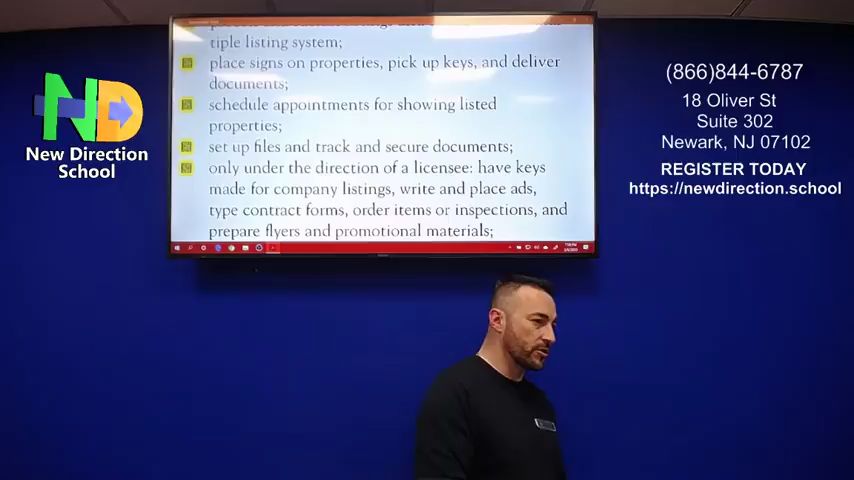 tiple listing system;
place signs on properties, pick up keys, and deliver
documents;
schedule appointments for showing listed
properties;
set up files and track and secure documents;
only under the direction of a licensee: have keys
made for company listings, write and place ads,
type contract forms, order items or inspections, and
prepare flyers and promotional materials;
ND
New Direction
School
(866)844-6787
18 Oliver St
Suite 302
Newark, NJ 07102
REGISTER TODAY
https://newdirection.school